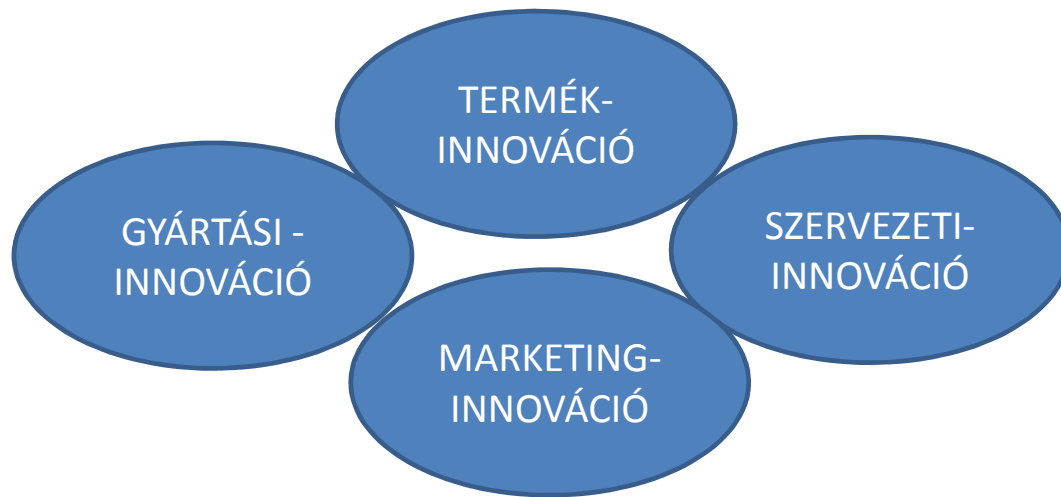 TERMÉK-
INNOVÁCIÓ
GYÁRTÁSI -
INNOVÁCIÓ
SZERVEZETI-
INNOVÁCIÓ
MARKETING-
INNOVÁCIÓ